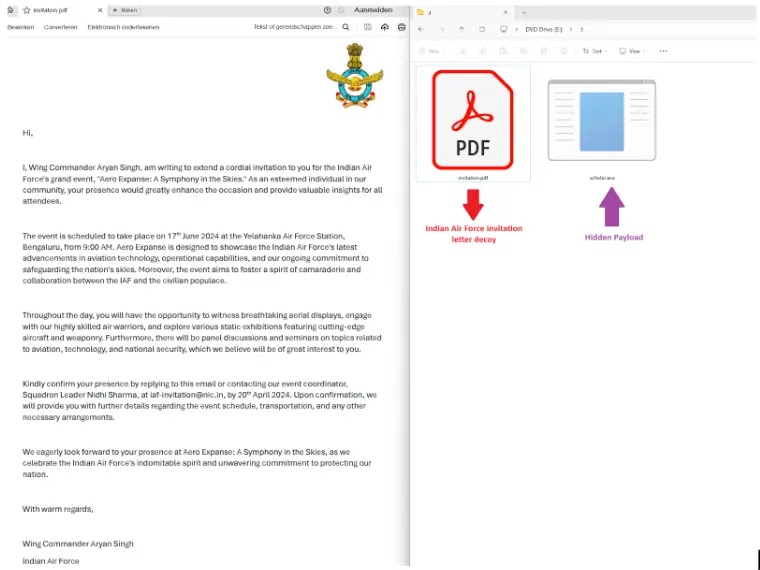 invitation.pdf
Maken
Aanmelden
Bewerken Converteren Elektronisch ondertekenen
Tekst of gereedschappen zoe...
Hi,
I, Wing Commander Aryan Singh, am writing to extend a cordial invitation to you for the Indian Air
Force's grand event, "Aero Expanse: A Symphony in the Skies." As an esteemed individual in our
community, your presence would greatly enhance the occasion and provide valuable insights for all
attendees.
The event is scheduled to take place on 17th June 2024 at the Yelahanka Air Force Station,
Bengaluru, from 9:00 AM. Aero Expanse is designed to showcase the Indian Air Force's latest
advancements in aviation technology, operational capabilities, and our ongoing commitment to
safeguarding the nation's skies. Moreover, the event aims to foster a spirit of camaraderie and
collaboration between the IAF and the civilian populace.
Throughout the day, you will have the opportunity to witness breathtaking aerial displays, engage
with our highly skilled air warriors, and explore various static exhibitions featuring cutting-edge
aircraft and weaponry. Furthermore, there will be panel discussions and seminars on topics related
to aviation, technology, and national security, which we believe will be of great interest to you.
Kindly confirm your presence by replying to this email or contacting our event coordinator,
Squadron Leader Nidhi Sharma, at iaf-invitation@nic.in, by 20th April 2024. Upon confirmation, we
will provide you with further details regarding the event schedule, transportation, and any other
necessary arrangements.
We eagerly look forward to your presence at Aero Expanse: A Symphony in the Skies, as we
celebrate the Indian Air Force's indomitable spirit and unwavering commitment to protecting our
nation.
With warm regards,
Wing Commander Aryan Singh
Indian Air Force
DVD Drive (E:)
New
Sort
View
PDF
invitation.pdf
Indian Air Force Invitation
letter decoy
Hidden Payload